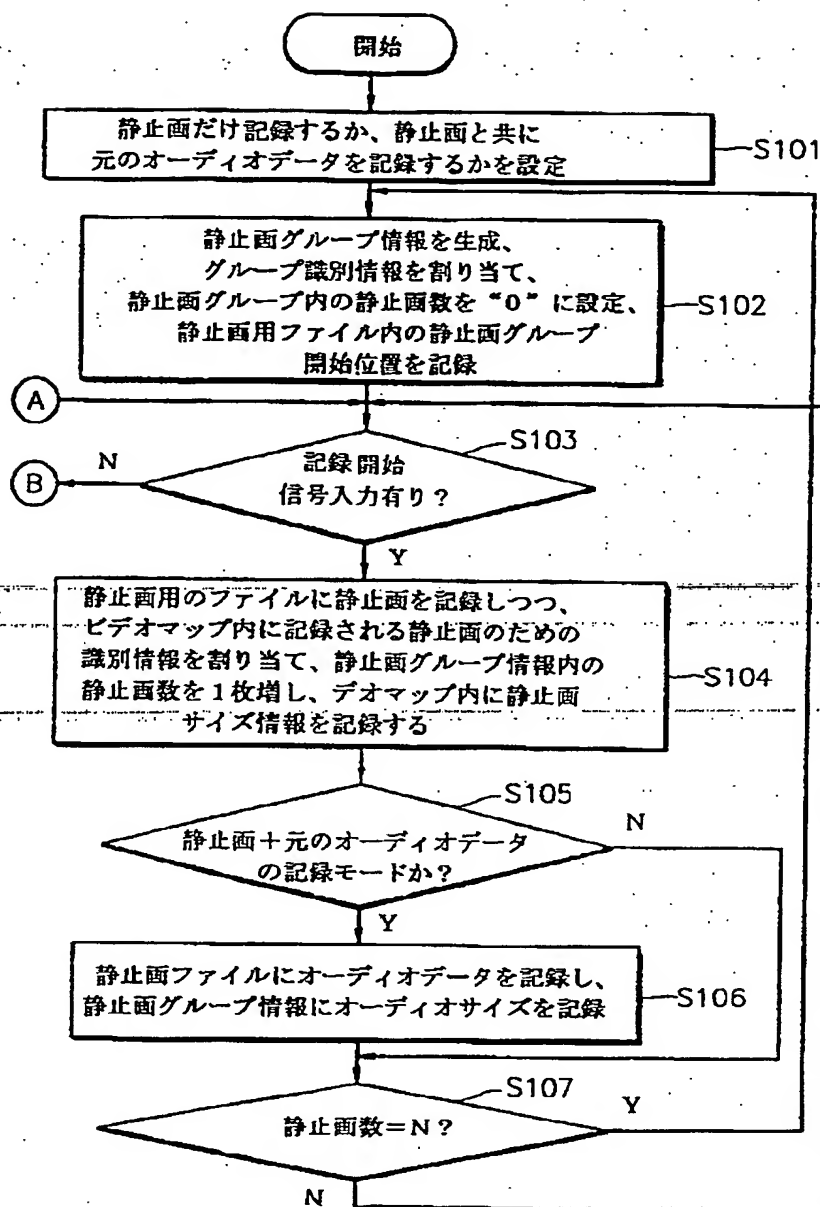 開始
静止画だけ記録するか、静止画と共に
元のオーディオデータを記録するかを設定
S101
静止画グループ情報を生成、
グループ識別情報を割り当て、
静止画グループ内の静止画数を“0”に設定、
静止画用ファイル内の静止画グループ
開始位置を記録
S102
A
S103
記録開始
信号入力有り？
N
B
Y
静止画用のファイルに静止画を記録しつつ、
ビデオマップ内に記録される静止画のための
識別情報を割り当て、静止画グループ情報内の
静止画数を１枚増し、デオマップ内に静止画
サイズ情報を記録する
S104
S105
静止画＋元のオーディオデータ
の記録モードか？
N
Y
静止画ファイルにオーディオデータを記録し、
静止画グループ情報にオーディオサイズを記録
S106
S107
静止画数＝N？
Y
N